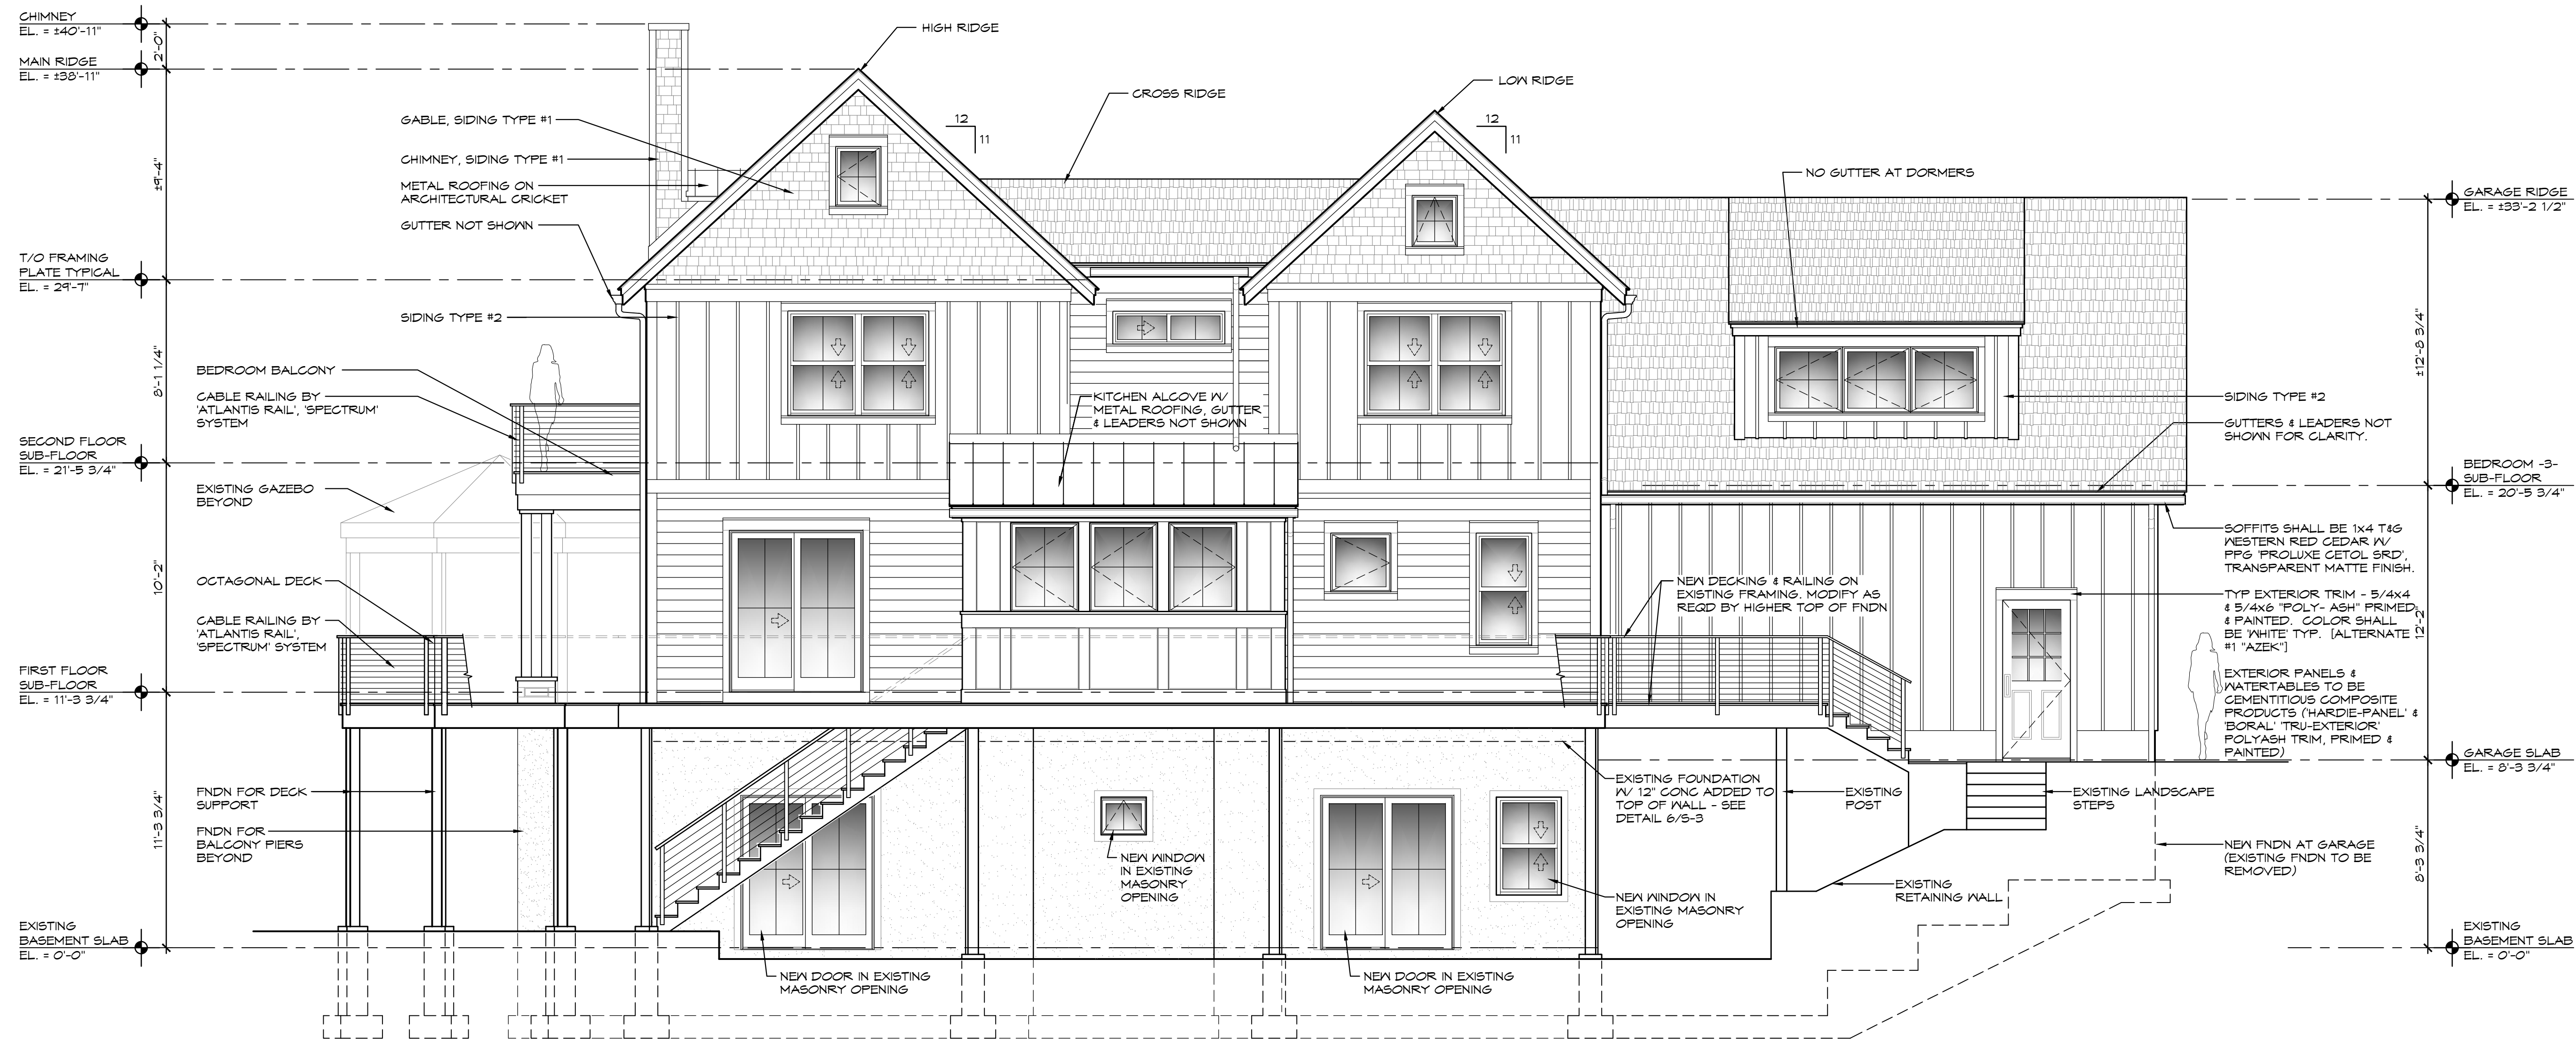 CHIMNEY
EL. = ±40'-11"
2'-0"
MAIN RIDGE
EL. = ±38'-11"
±9'-4"
T/O FRAMING
PLATE TYPICAL
EL. = 29'-7"
8'-1 1/4"
SECOND FLOOR
SUB-FLOOR
EL. = 21'-5 3/4"
10'-2"
FIRST FLOOR
SUB-FLOOR
EL. = 11'-3 3/4"
11'-3 3/4"
EXISTING
BASEMENT SLAB
EL. = 0'-0"
GABLE, SIDING TYPE #1
CHIMNEY, SIDING TYPE #1
METAL ROOFING ON
ARCHITECTURAL CRICKET
GUTTER NOT SHOWN
SIDING TYPE #2
BEDROOM BALCONY
CABLE RAILING BY
'ATLANTIS RAIL', 'SPECTRUM'
SYSTEM
EXISTING GAZEBO
BEYOND
OCTAGONAL DECK
CABLE RAILING BY
'ATLANTIS RAIL',
'SPECTRUM' SYSTEM
FNDN FOR DECK
SUPPORT
FNDN FOR
BALCONY PIERS
BEYOND
HIGH RIDGE
12
11
CROSS RIDGE
LOW RIDGE
12
11
NO GUTTER AT DORMERS
KITCHEN ALCOVE W/
METAL ROOFING, GUTTER
& LEADERS NOT SHOWN
NEW DECKING & RAILING ON
EXISTING FRAMING. MODIFY AS
REQD BY HIGHER TOP OF FNDN
EXISTING FOUNDATION
W/ 12" CONC ADDED TO
TOP OF WALL - SEE
DETAIL 6/S-3
EXISTING
POST
EXISTING LANDSCAPE
STEPS
NEW WINDOW
IN EXISTING
MASONRY
OPENING
NEW WINDOW IN
EXISTING MASONRY
OPENING
EXISTING
RETAINING WALL
NEW DOOR IN EXISTING
MASONRY OPENING
NEW DOOR IN EXISTING
MASONRY OPENING
SIDING TYPE #2
GUTTERS & LEADERS NOT
SHOWN FOR CLARITY.
SOFFITS SHALL BE 1x4 T&G
WESTERN RED CEDAR W/
PPG 'PROLUXE CETOL SRD',
TRANSPARENT MATTE FINISH.
TYP EXTERIOR TRIM - 5/4x4
& 5/4x6 "POLY- ASH" PRIMED
& PAINTED. COLOR SHALL
BE 'WHITE' TYP. [ALTERNATE
#1 "AZEK"]
EXTERIOR PANELS &
WATERTABLES TO BE
CEMENTITIOUS COMPOSITE
PRODUCTS ('HARDIE-PANEL' &
'BORAL' 'TRU-EXTERIOR'
POLYASH TRIM, PRIMED &
PAINTED)
NEW FNDN AT GARAGE
(EXISTING FNDN TO BE
REMOVED)
GARAGE RIDGE
EL. = ±33'-2 1/2"
±12'-8 3/4"
BEDROOM -3-
SUB-FLOOR
EL. = 20'-5 3/4"
12'-2"
GARAGE SLAB
EL. = 8'-3 3/4"
8'-3 3/4"
EXISTING
BASEMENT SLAB
EL. = 0'-0"